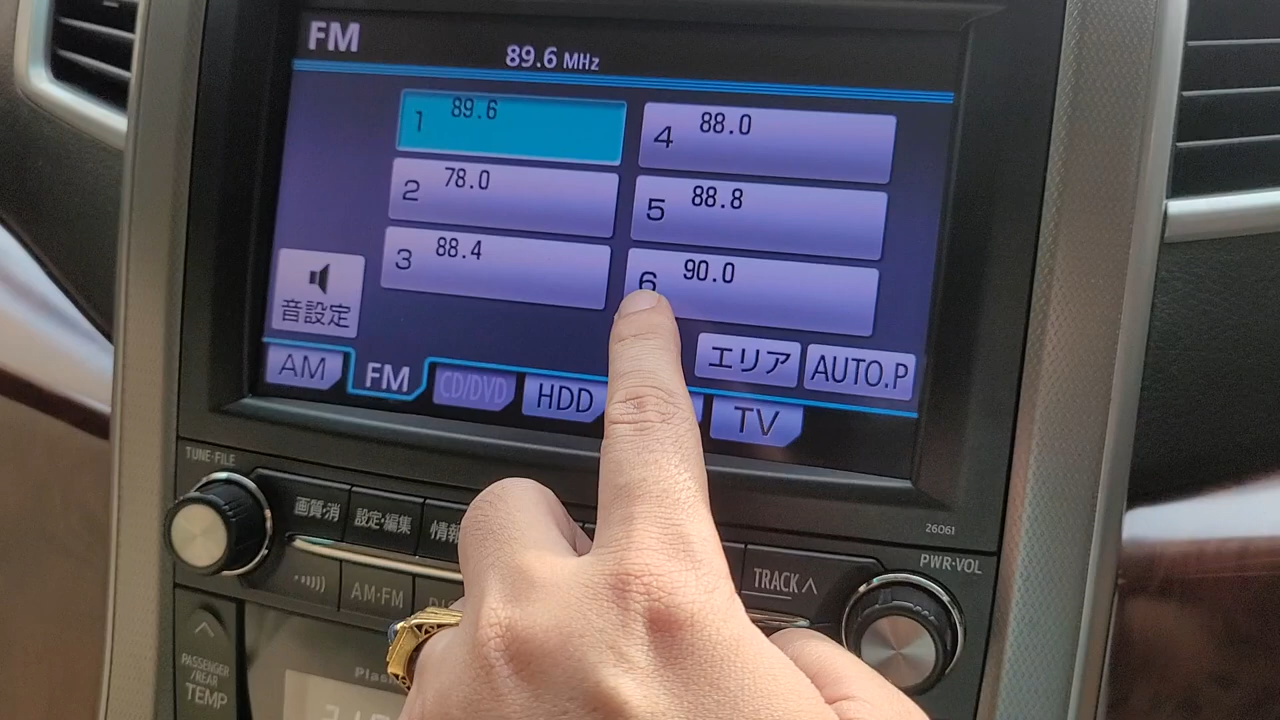 FM
89.6 MHz
1 89.6
4 88.0
2 78.0
5 88.8
3 88.4
6 90.0
音設定
エリア
AUTO.P
AM
FM
CD/DVD
HDD
TV
TUNE·FILE
画質·消
設定·編集
情報
26061
PWR·VOL
AM·FM
TRACK ∧
PASSENGER
/REAR
TEMP